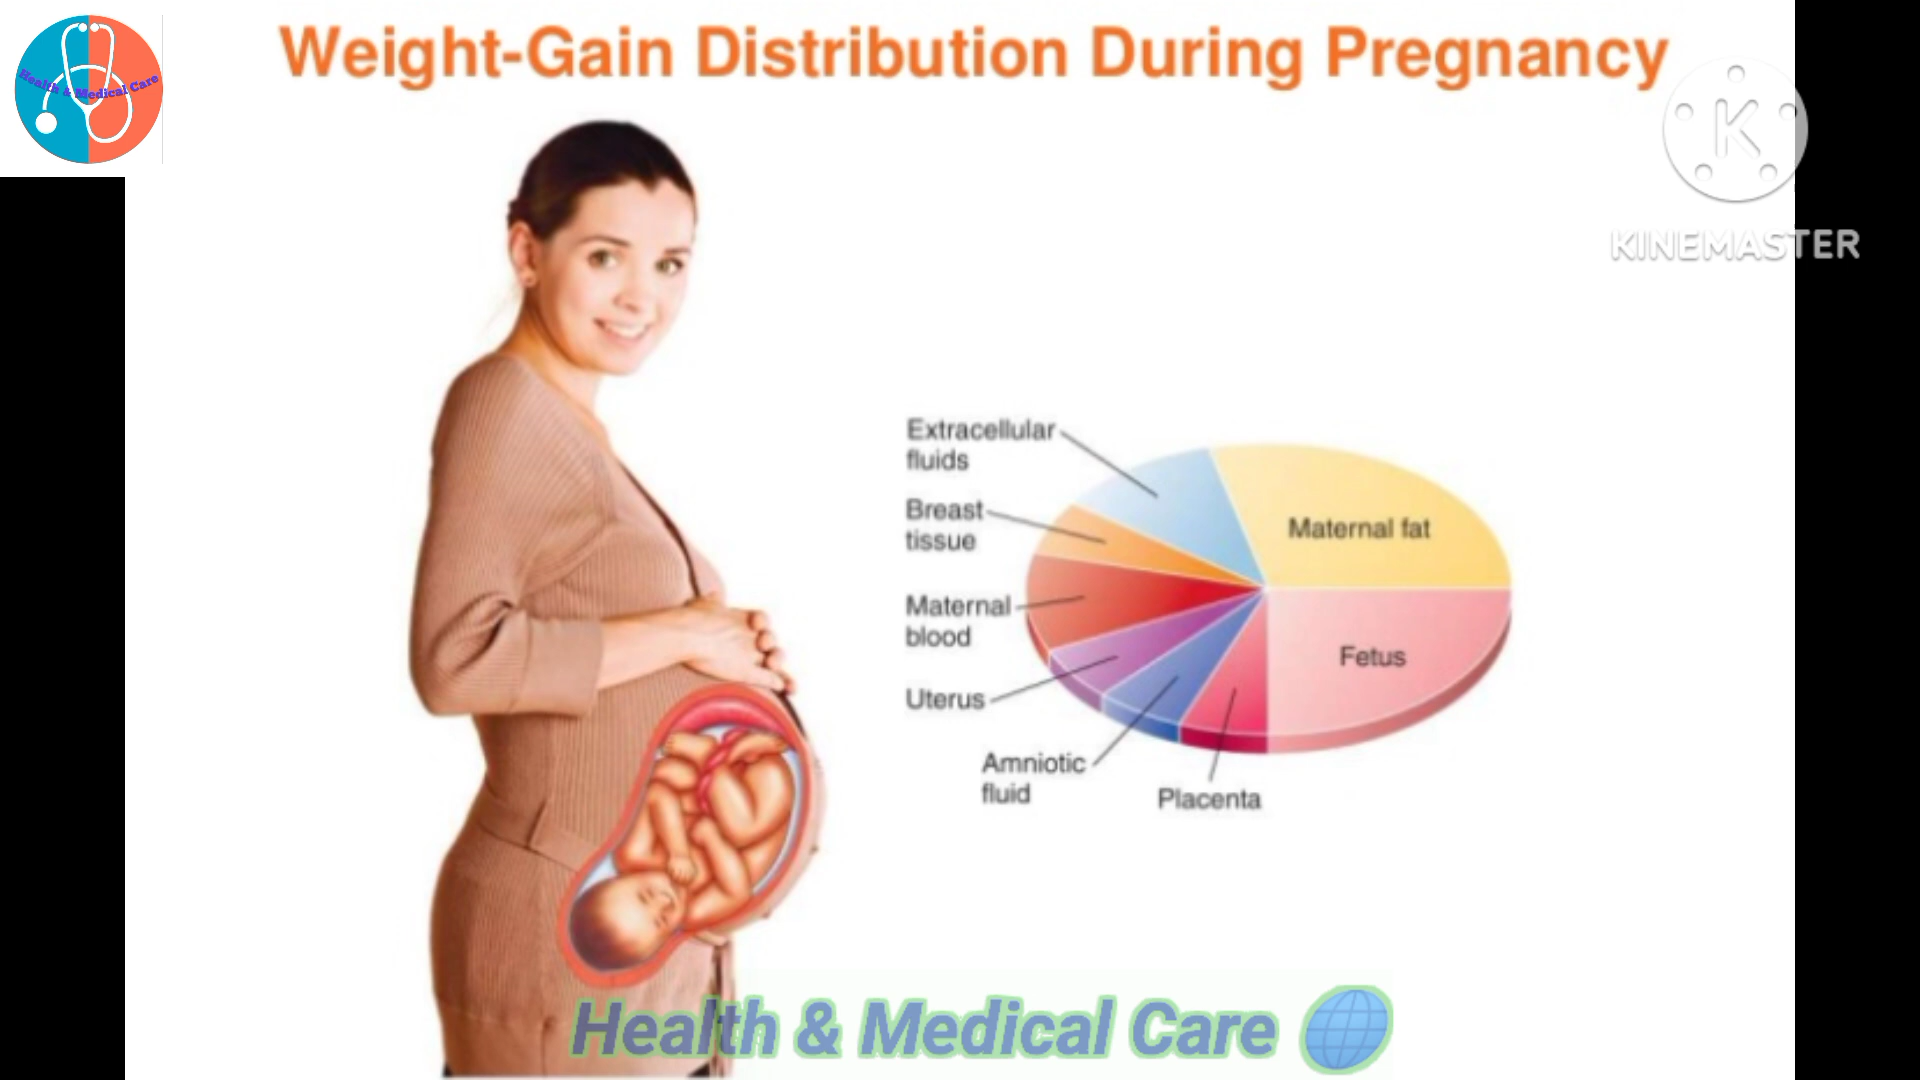 Health & Medical Care
Weight-Gain Distribution During Pregnancy
K
KINEMASTER
Extracellular
fluids
Breast
tissue
Maternal
blood
Uterus
Amniotic
fluid
Placenta
Maternal fat
Fetus
Health & Medical Care